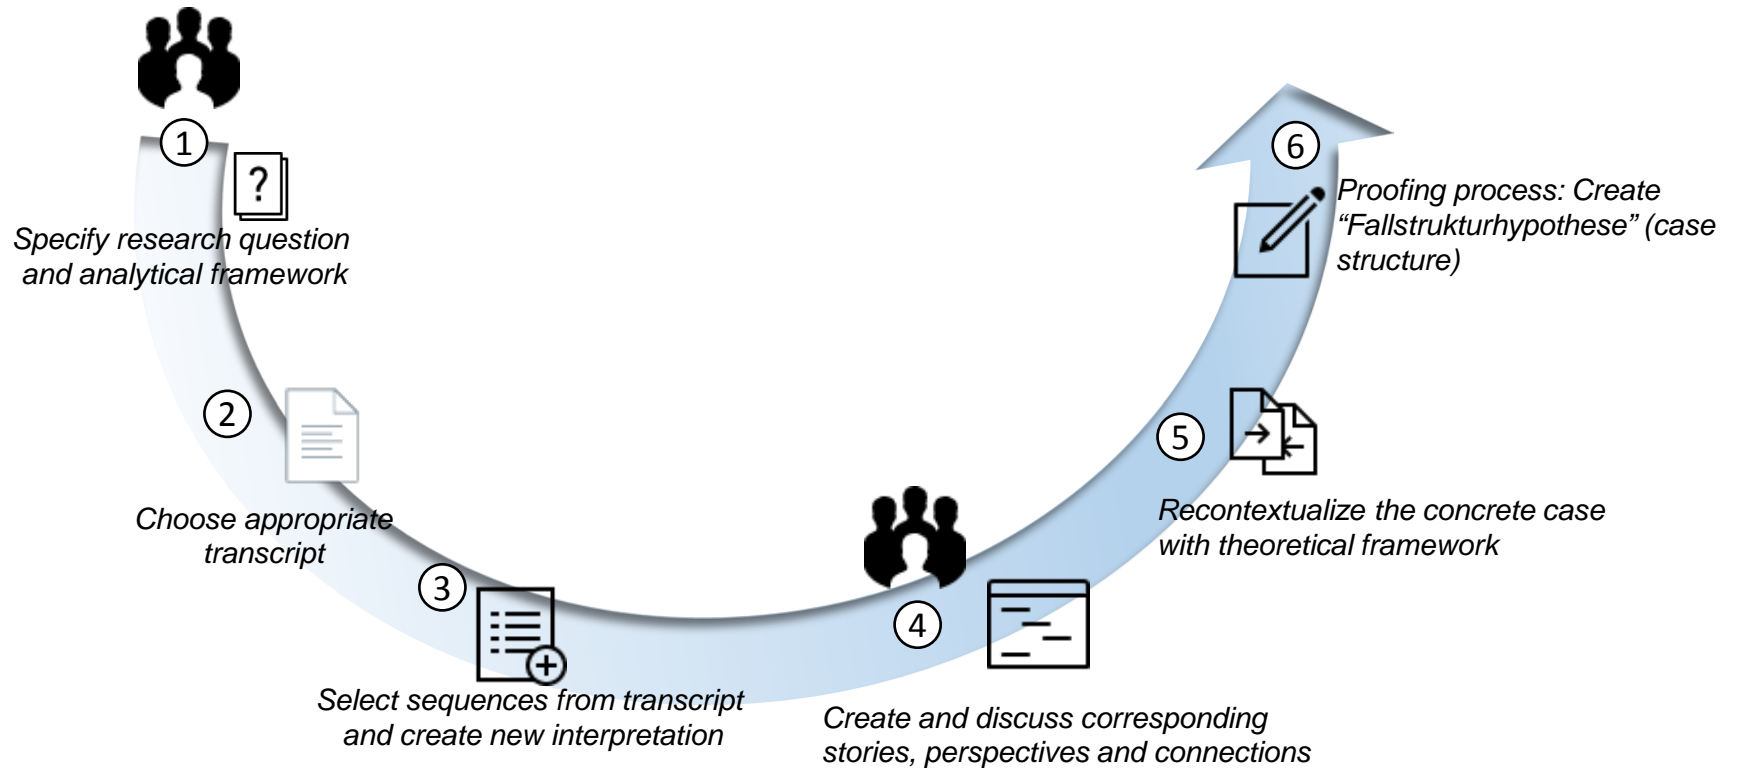 1
?
Specify research question
and analytical framework
2
Choose appropriate
transcript
3
Select sequences from transcript
and create new interpretation
4
Create and discuss corresponding
stories, perspectives and connections
5
Recontextualize the concrete case
with theoretical framework
6
Proofing process: Create
“Fallstrukturhypothese” (case
structure)